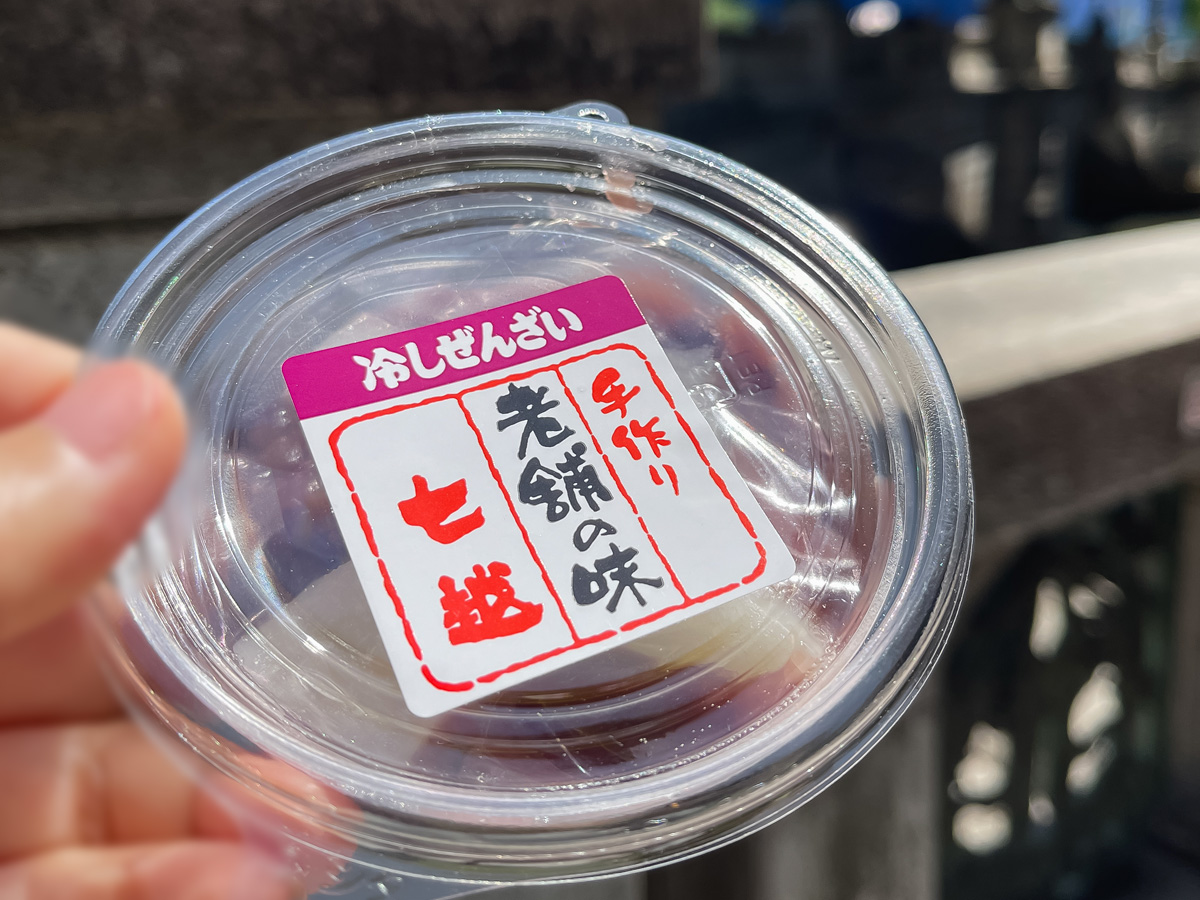 冷しぜんざい
手作り
老舗の味
七越